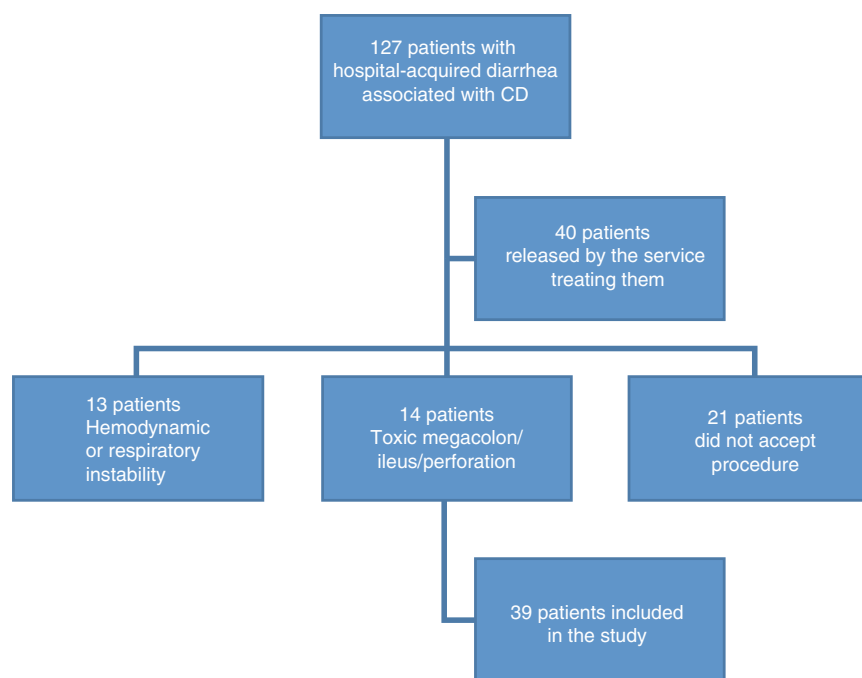 127 patients with
hospital-acquired diarrhea
associated with CD
40 patients
released by the service
treating them
13 patients
Hemodynamic
or respiratory
instability
14 patients
Toxic megacolon/
ileus/perforation
21 patients
did not accept
procedure
39 patients included
in the study